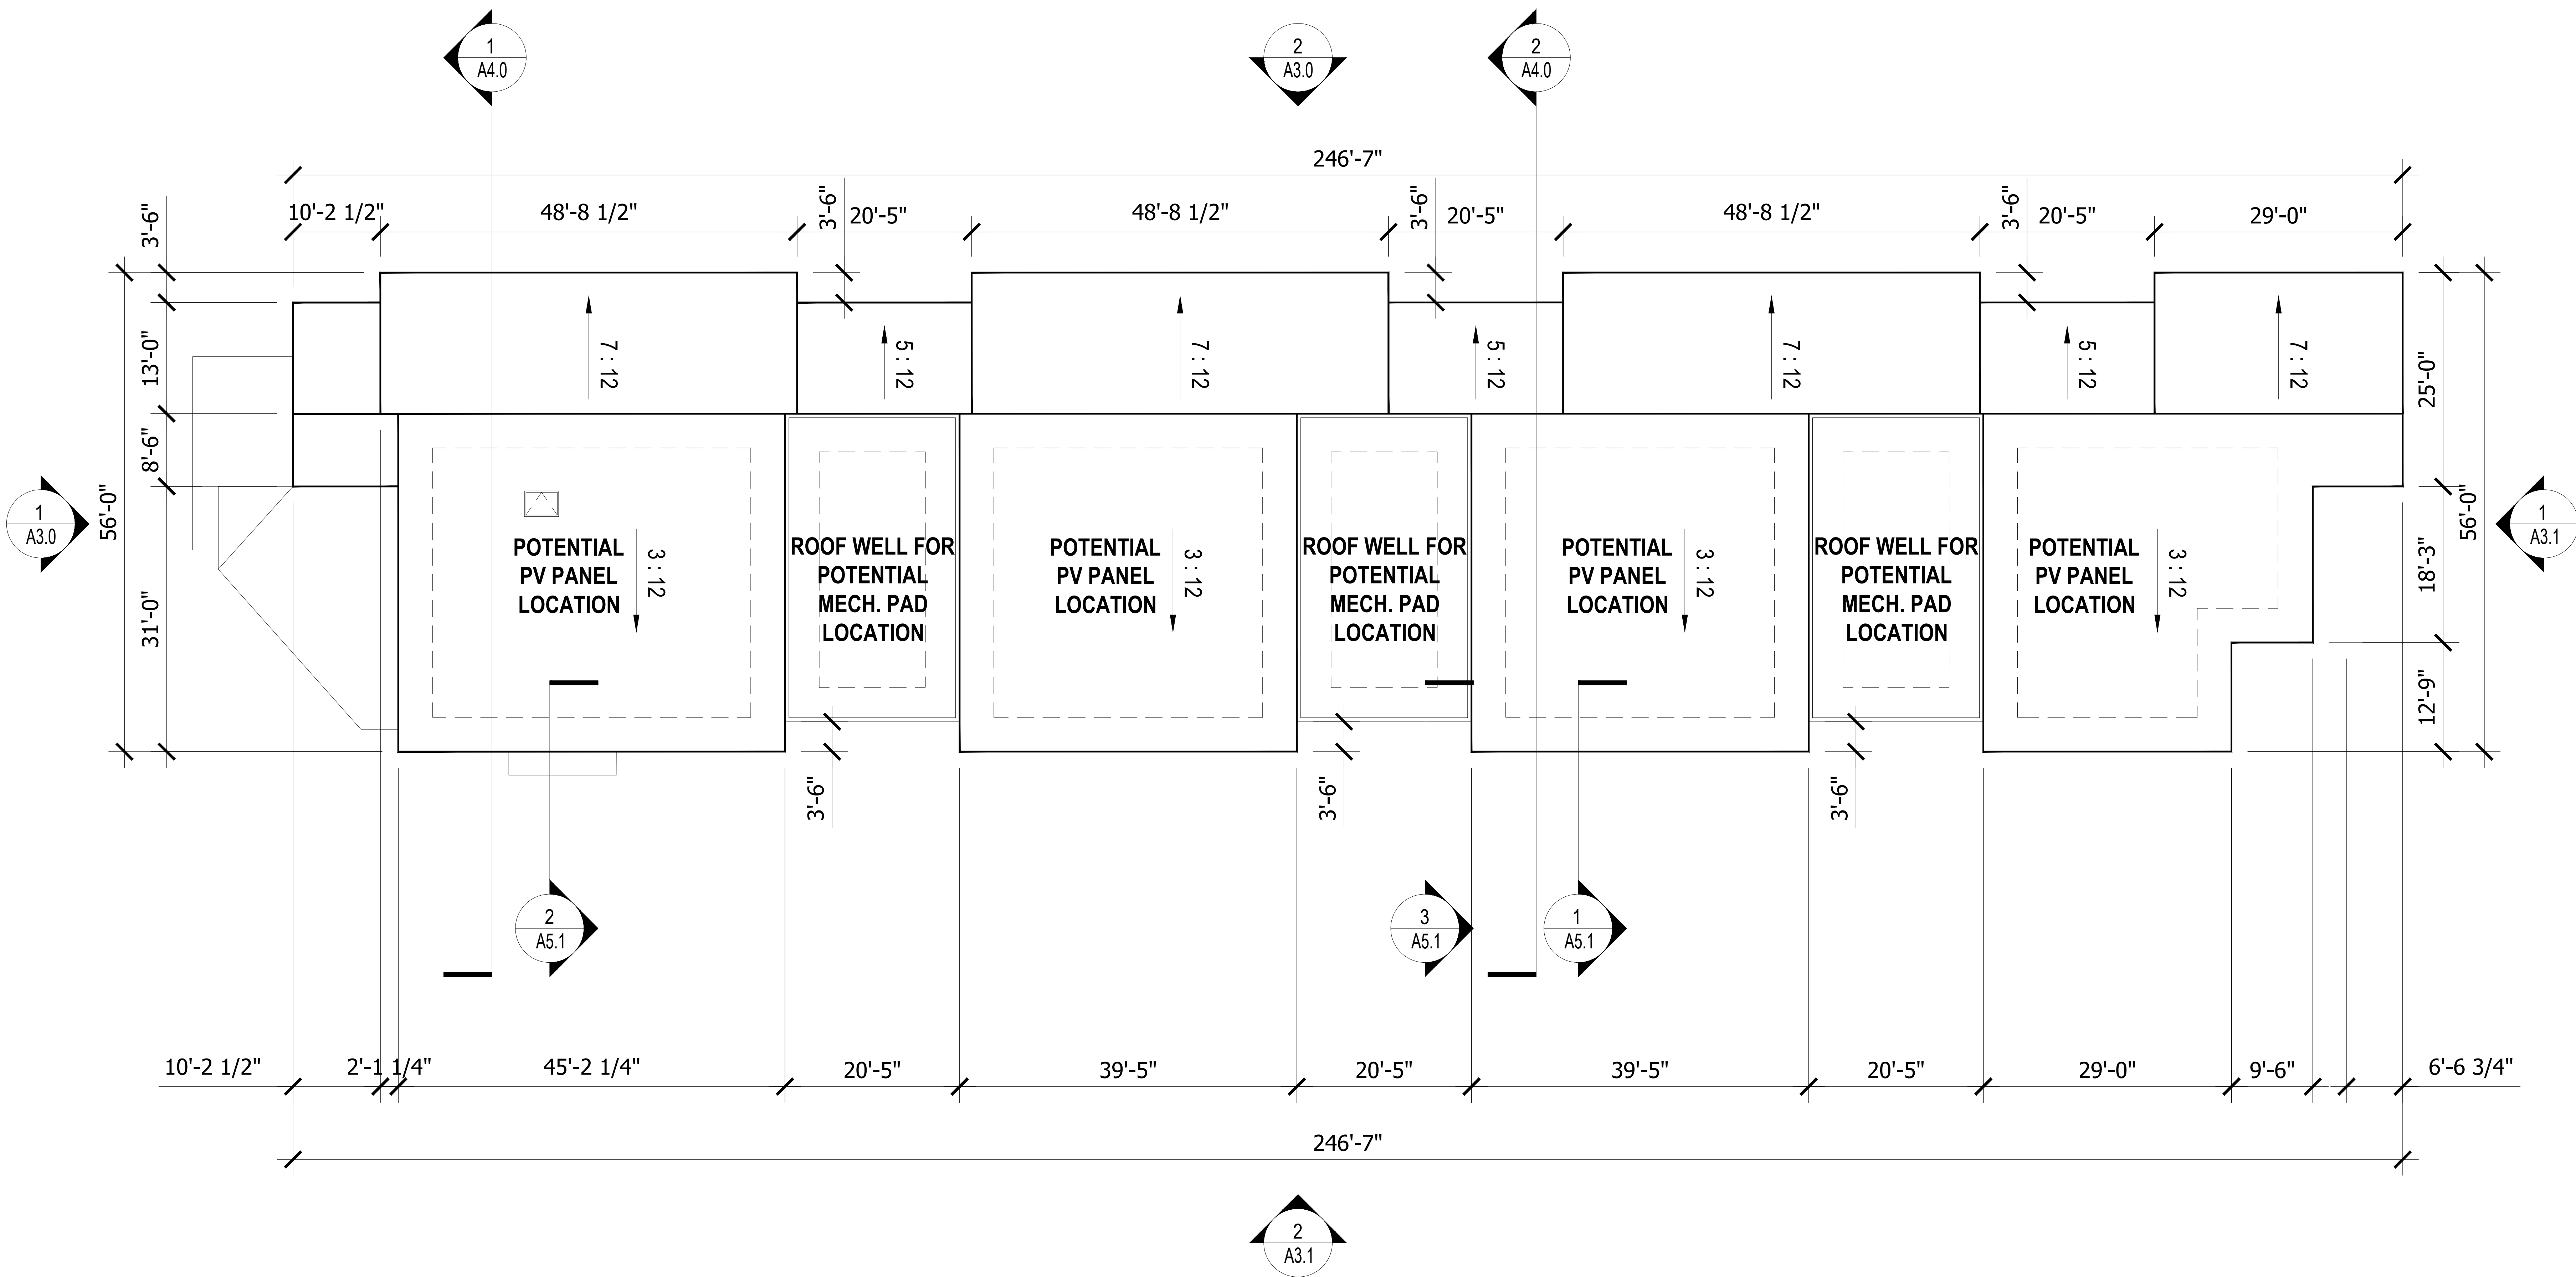 1
A4.0
2
A3.0
2
A4.0
246'-7"
10'-2 1/2"
48'-8 1/2"
3'-6"
20'-5"
48'-8 1/2"
3'-6"
20'-5"
48'-8 1/2"
3'-6"
20'-5"
29'-0"
3'-6"
13'-0"
8'-6"
31'-0"
56'-0"
7 : 12
5 : 12
7 : 12
5 : 12
7 : 12
5 : 12
7 : 12
25'-0"
18'-3"
12'-9"
56'-0"
1
A3.0
1
A3.1
POTENTIAL
PV PANEL
LOCATION
3 : 12
ROOF WELL FOR
POTENTIAL
MECH. PAD
LOCATION
POTENTIAL
PV PANEL
LOCATION
3 : 12
ROOF WELL FOR
POTENTIAL
MECH. PAD
LOCATION
POTENTIAL
PV PANEL
LOCATION
3 : 12
ROOF WELL FOR
POTENTIAL
MECH. PAD
LOCATION
POTENTIAL
PV PANEL
LOCATION
3 : 12
3'-6"
3'-6"
3'-6"
2
A5.1
3
A5.1
1
A5.1
10'-2 1/2"
2'-1 1/4"
45'-2 1/4"
20'-5"
39'-5"
20'-5"
39'-5"
20'-5"
29'-0"
9'-6"
6'-6 3/4"
246'-7"
2
A3.1